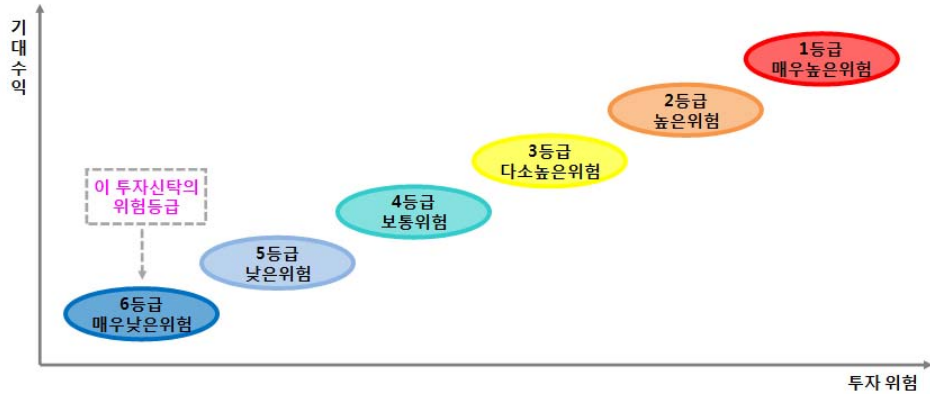 기
대
수
익
1등급
매우높은위험
2등급
높은위험
3등급
다소높은위험
이 투자신탁의
위험등급
4등급
보통위험
5등급
낮은위험
6등급
매우낮은위험
투자 위험